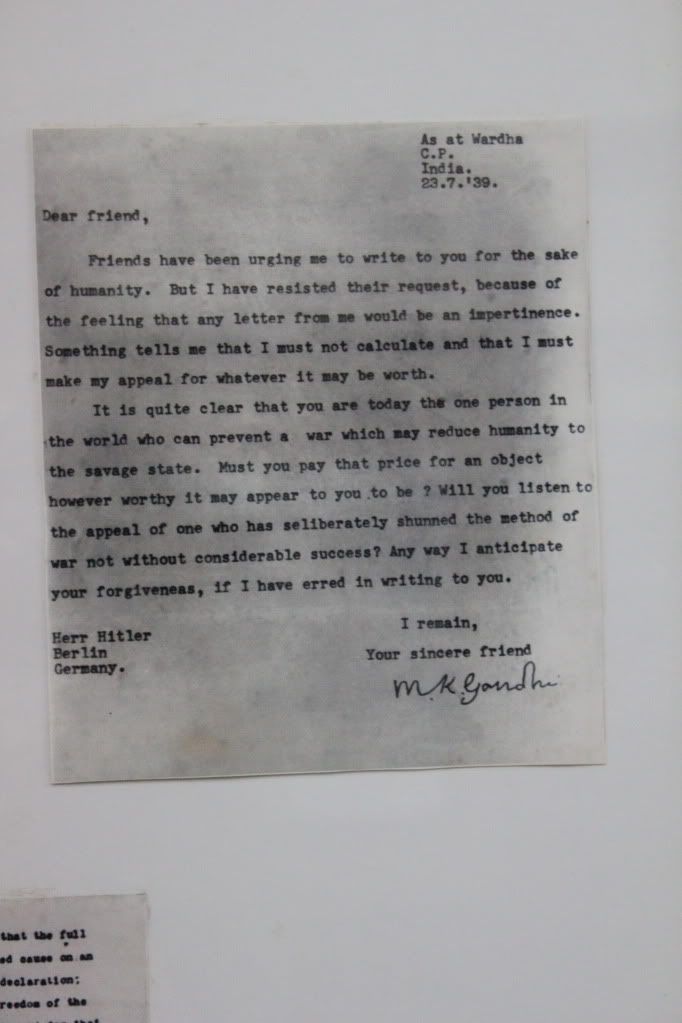 As at Wardha
C.P.
India.
23.7.'39.
Dear friend,
Friends have been urging me to write to you for the sake
of humanity. But I have resisted their request, because of
the feeling that any letter from me would be an impertinence.
Something tells me that I must not calculate and that I must
make my appeal for whatever it may be worth.
It is quite clear that you are today the one person in
the world who can prevent a war which may reduce humanity to
the savage state. Must you pay that price for an object
however worthy it may appear to you to be ? Will you listen to
the appeal of one who has seliberately shunned the method of
war not without considerable success? Any way I anticipate
your forgiveneas, if I have erred in writing to you.
I remain,
Your sincere friend
M.K.Gandhi
Herr Hitler
Berlin
Germany.
that the full
ed cause on an
declaration;
reedom of the
that